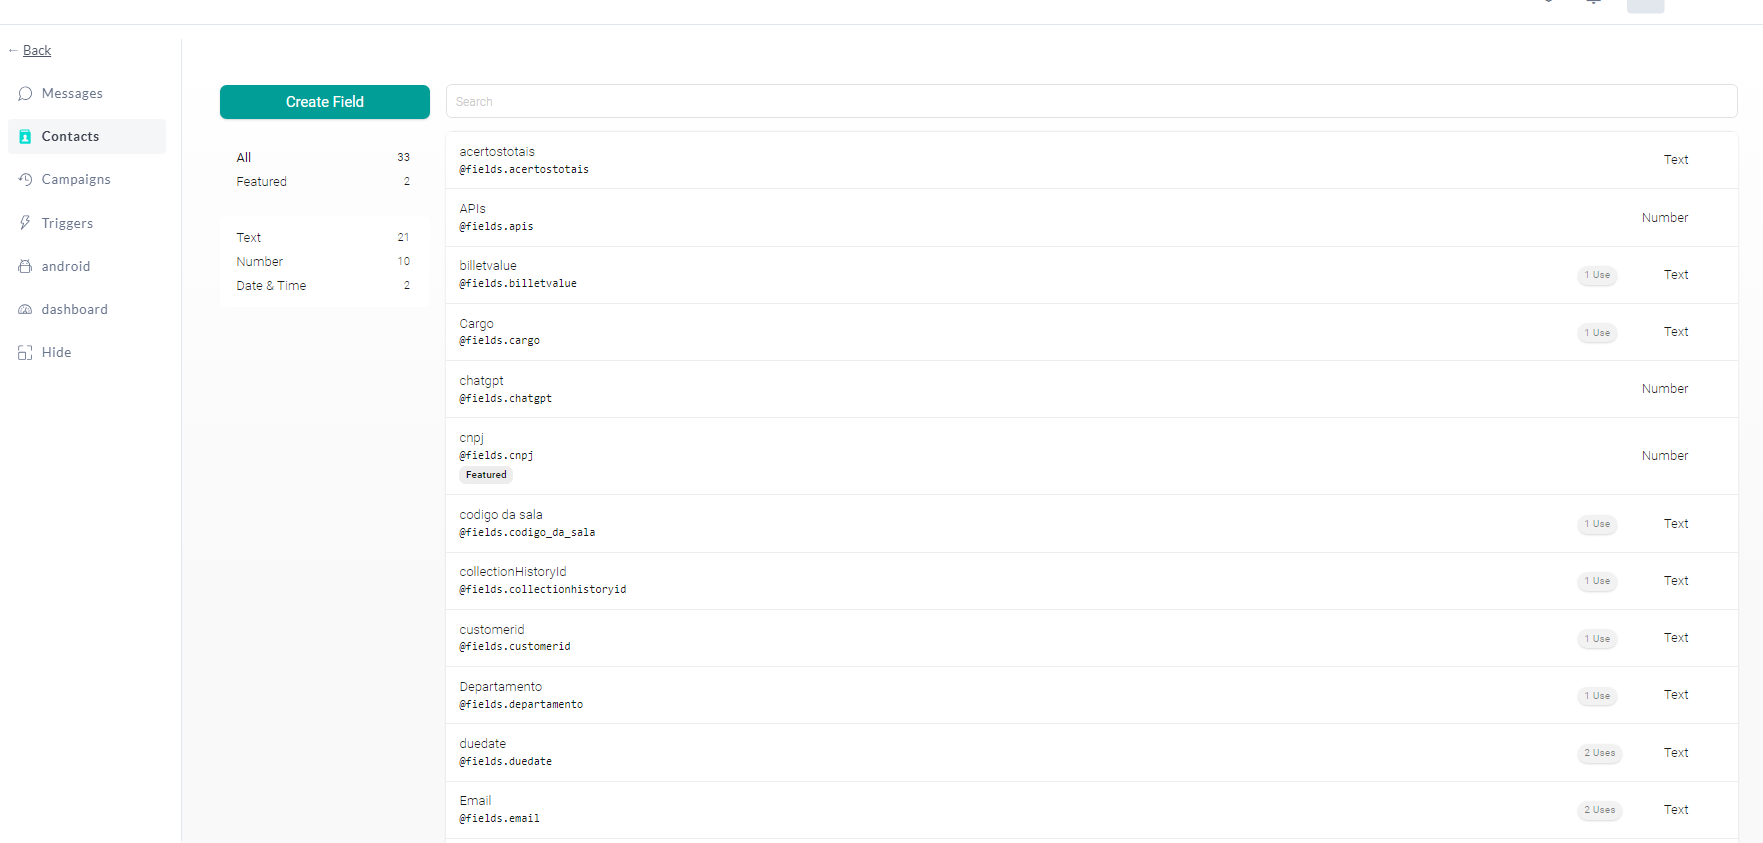 ← Back
Messages
Contacts
Campaigns
Triggers
android
dashboard
Hide
Create Field
All 33
Featured 2
Text 21
Number 10
Date & Time 2
Search
acertostotais
@fields.acertostotais
Text
APIs
@fields.apis
Number
billetvalue
@fields.billetvalue
1 Use Text
Cargo
@fields.cargo
1 Use Text
chatgpt
@fields.chatgpt
Number
cnpj
@fields.cnpj
Featured
Number
codigo da sala
@fields.codigo_da_sala
1 Use Text
collectionHistoryId
@fields.collectionhistoryid
1 Use Text
customerid
@fields.customerid
1 Use Text
Departamento
@fields.departamento
1 Use Text
duedate
@fields.duedate
2 Uses Text
Email
@fields.email
2 Uses Text